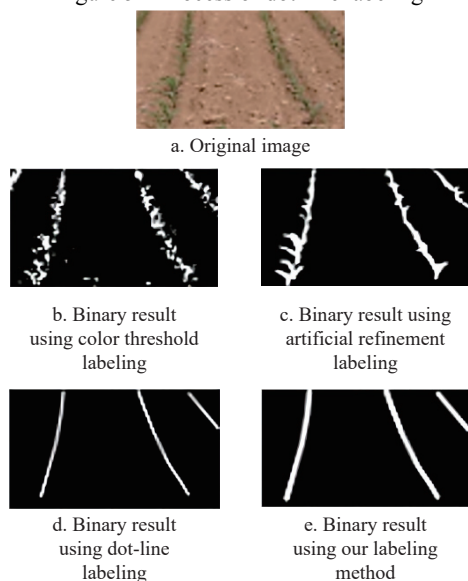 a. Original image
b. Binary result
using color threshold
labeling
c. Binary result using
artificial refinement
labeling
d. Binary result
using dot-line
labeling
e. Binary result
using our labeling
method